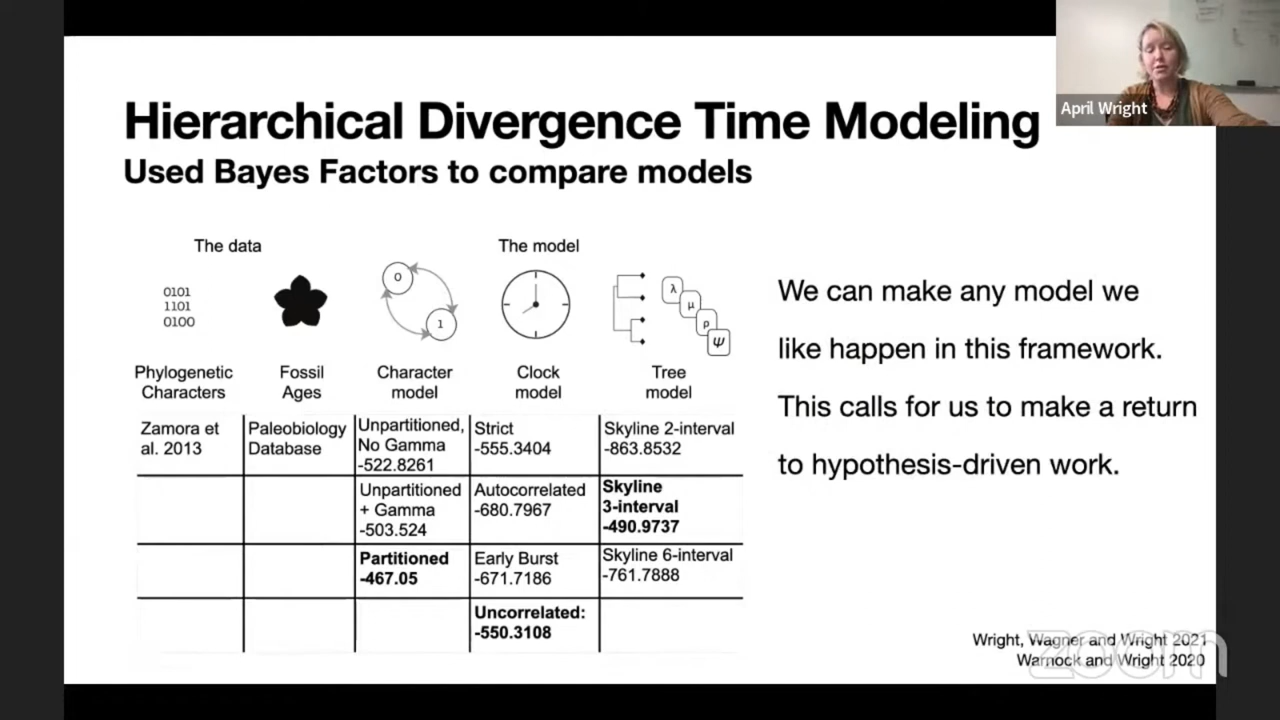 April Wright
Hierarchical Divergence Time Modeling
Used Bayes Factors to compare models
The data
The model
0101
1101
0100
0
1
λ
μ
ρ
Ψ
Phylogenetic
Characters
Fossil
Ages
Character
model
Clock
model
Tree
model
Zamora et
al. 2013
Paleobiology
Database
Unpartitioned,
No Gamma
-522.8261
Strict
-555.3404
Skyline 2-interval
-863.8532
Unpartitioned
+ Gamma
-503.524
Autocorrelated
-680.7967
Skyline
3-interval
-490.9737
Partitioned
-467.05
Early Burst
-671.7186
Skyline 6-interval
-761.7888
Uncorrelated:
-550.3108
We can make any model we
like happen in this framework.
This calls for us to make a return
to hypothesis-driven work.
Wright, Wagner and Wright 2021
Warnock and Wright 2020
zoom